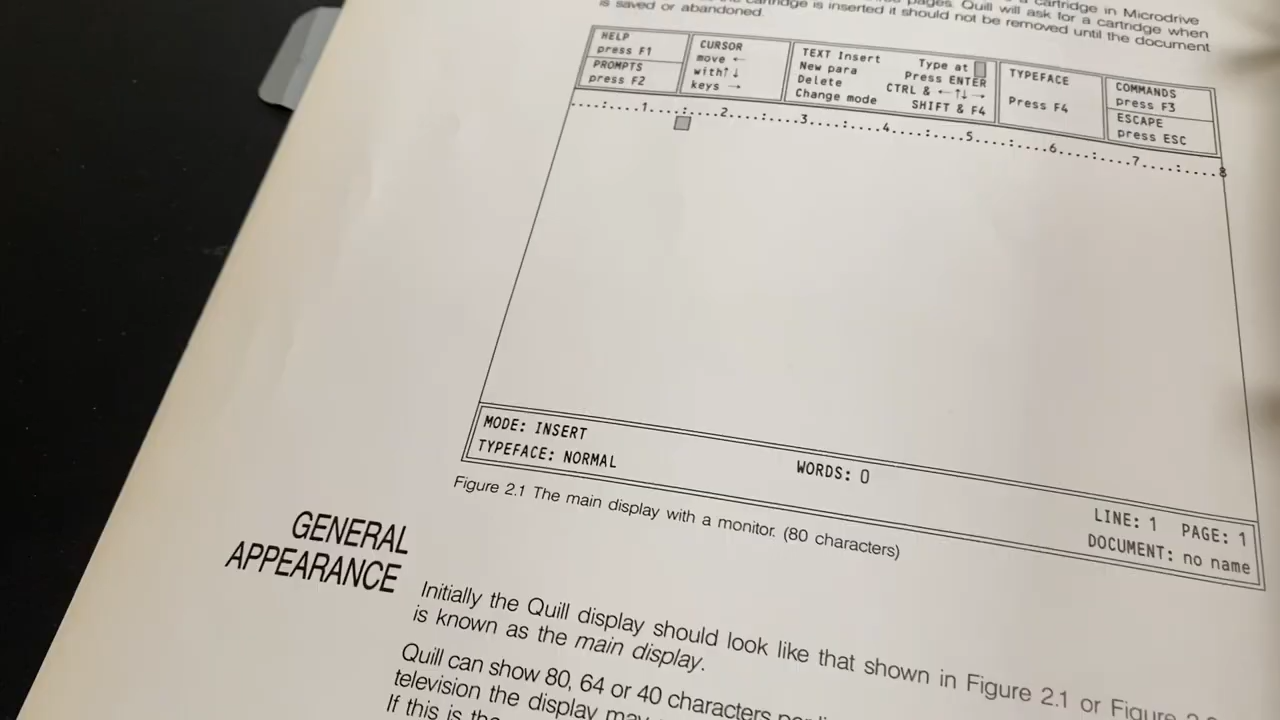 a cartridge in Microdrive
pages. Quill will ask for a cartridge when
cartridge is inserted it should not be removed until the document
is saved or abandoned.
HELP
press F1
PROMPTS
press F2
CURSOR
move ←
with↑ ↓
keys →
TEXT Insert Type at
New para Press ENTER
Delete CTRL & ← ↑↓ →
Change mode SHIFT & F4
TYPEFACE
Press F4
COMMANDS
press F3
ESCAPE
press ESC
....:....1....:....2....:....3....:....4....:....5....:....6....:....7....:....8
MODE: INSERT
TYPEFACE: NORMAL
WORDS: 0
LINE: 1 PAGE: 1
DOCUMENT: no name
Figure 2.1 The main display with a monitor. (80 characters)
GENERAL
APPEARANCE
Initially the Quill display should look like that shown in Figure 2.1 or Figure
is known as the main display.
Quill can show 80, 64 or 40 characters per
television the display may
If this is the